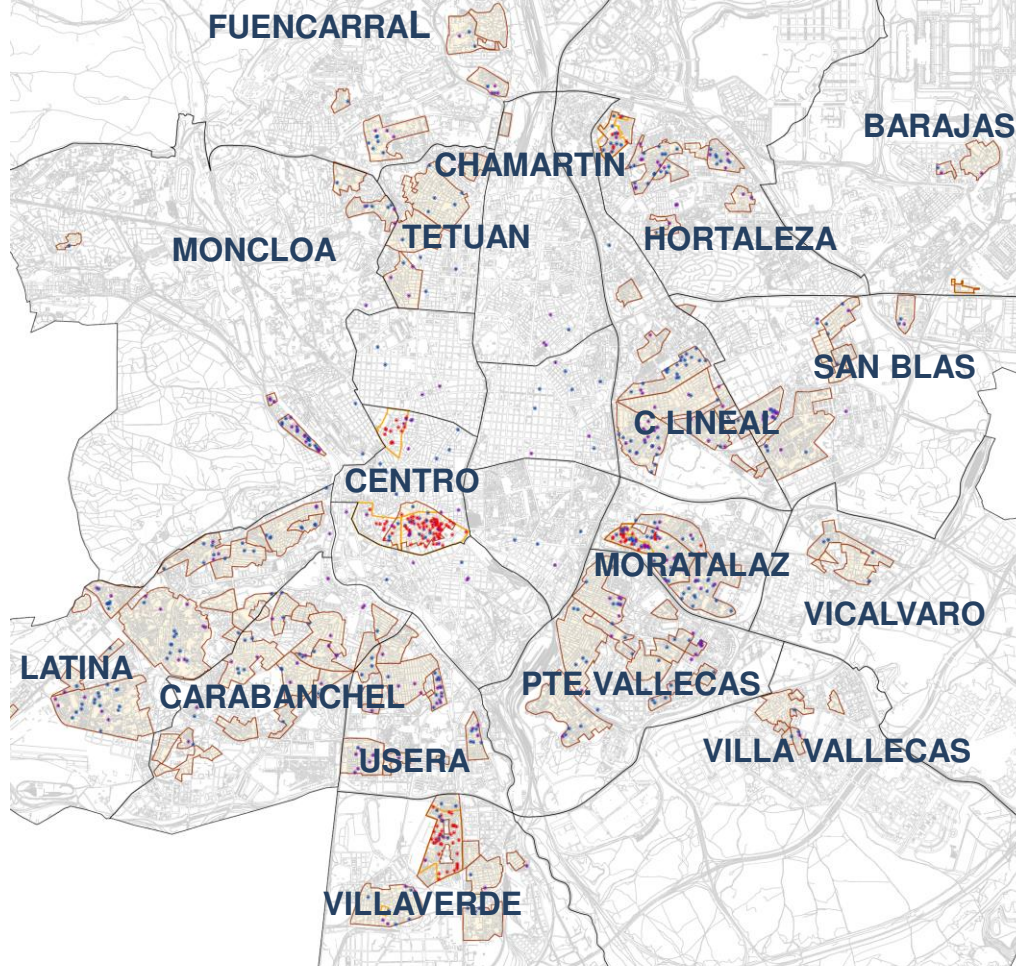 FUENCARRAL
BARAJAS
CHAMARTIN
TETUAN
HORTALEZA
MONCLOA
SAN BLAS
C LINEAL
CENTRO
MORATALAZ
VICALVARO
LATINA
CARABANCHEL
PTE.VALLECAS
USERA
VILLA VALLECAS
VILLAVERDE